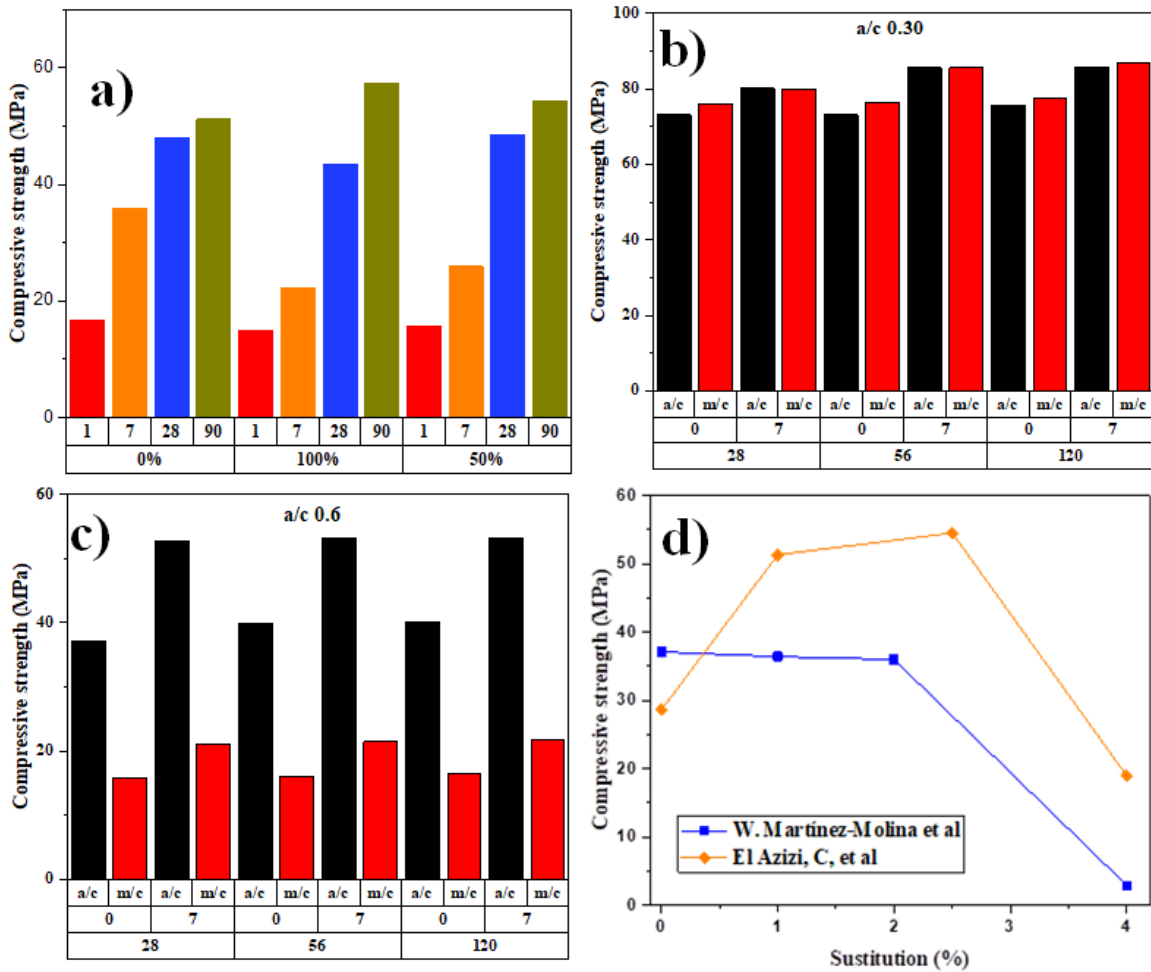 a)
Compressive strength (MPa)
60
40
20
0
1 7 28 90 1 7 28 90 1 7 28 90
0% 100% 50%
b)
a/c 0.30
Compressive strength (MPa)
100
80
60
40
20
0
a/c m/c a/c m/c a/c m/c a/c m/c a/c m/c a/c m/c
0 7 0 7 0 7
28 56 120
c)
a/c 0.6
Compressive strength (MPa)
60
40
20
0
a/c m/c a/c m/c a/c m/c a/c m/c a/c m/c a/c m/c
0 7 0 7 0 7
28 56 120
d)
Compressive strength (MPa)
60
50
40
30
20
10
0
W. Martínez-Molina et al
El Azizi, C, et al
0 1 2 3 4
Sustitution (%)